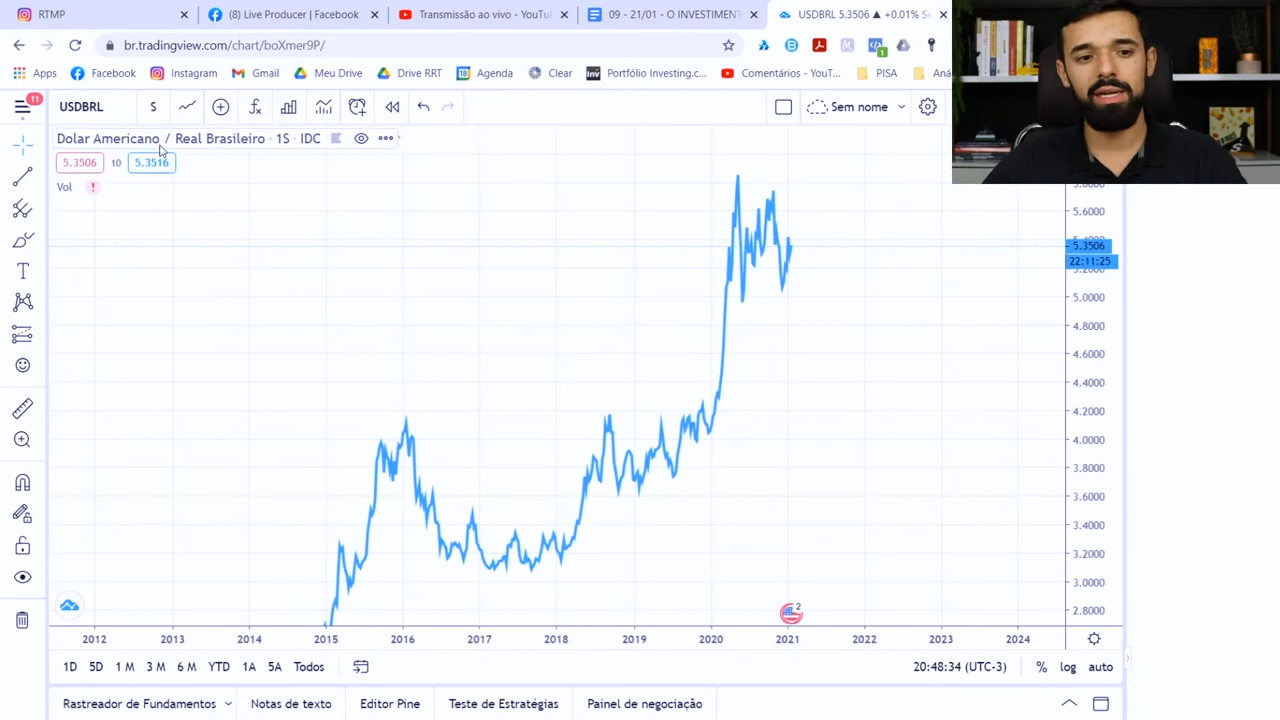 RTMP
(8) Live Producer | Facebook
Transmissão ao vivo - YouTu
09 - 21/01 - O INVESTIMENT
USDBRL 5.3506 ▲ +0.01% Se
br.tradingview.com/chart/boXmer9P/
Apps
Facebook
Instagram
Gmail
Meu Drive
Drive RRT
18
Agenda
Clear
Inv
Portfólio Investing.c...
Comentários - YouT...
PISA
Aná
1
11
USDBRL
S
Sem nome
Dolar Americano / Real Brasileiro · 1S · IDC
5.3506 10 5.3516
Vol
5.6000
5.3506
22:11:25
5.0000
4.8000
4.6000
4.4000
4.2000
4.0000
3.8000
3.6000
3.4000
3.2000
3.0000
2.8000
2
2012 2013 2014 2015 2016 2017 2018 2019 2020 2021 2022 2023 2024
1D 5D 1 M 3 M 6 M YTD 1A 5A Todos
20:48:34 (UTC-3) % log auto
Rastreador de Fundamentos Notas de texto Editor Pine Teste de Estratégias Painel de negociação